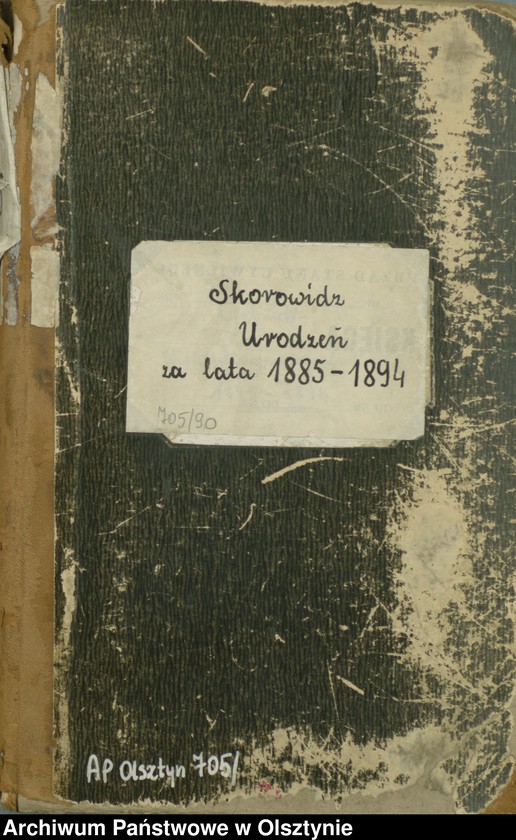 Skorowidz
Urodzeń
za lata 1885-1894
705/90
AP Olsztyn 705/
Archiwum Państwowe w Olsztynie